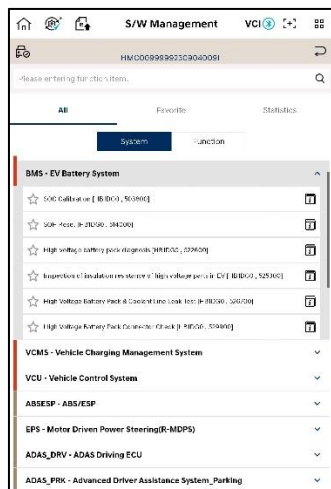 S/W Management
VCI
Please entering function item.
All Favorite Statistics
System Function
BMS - EV Battery System
SOC Calibration
SOH Reset
High voltage battery pack diagnosis
Inspection of insulation resistance of high voltage parts in EV
High Voltage Battery Pack & Coolant Line Leak Test
High Voltage Battery Pack Connector Check
VCMS - Vehicle Charging Management System
VCU - Vehicle Control System
ABSESP - ABS/ESP
EPS - Motor Driven Power Steering(R-MDPS)
ADAS_DRV - ADAS Driving ECU
ADAS_PRK - Advanced Driver Assistance System_Parking